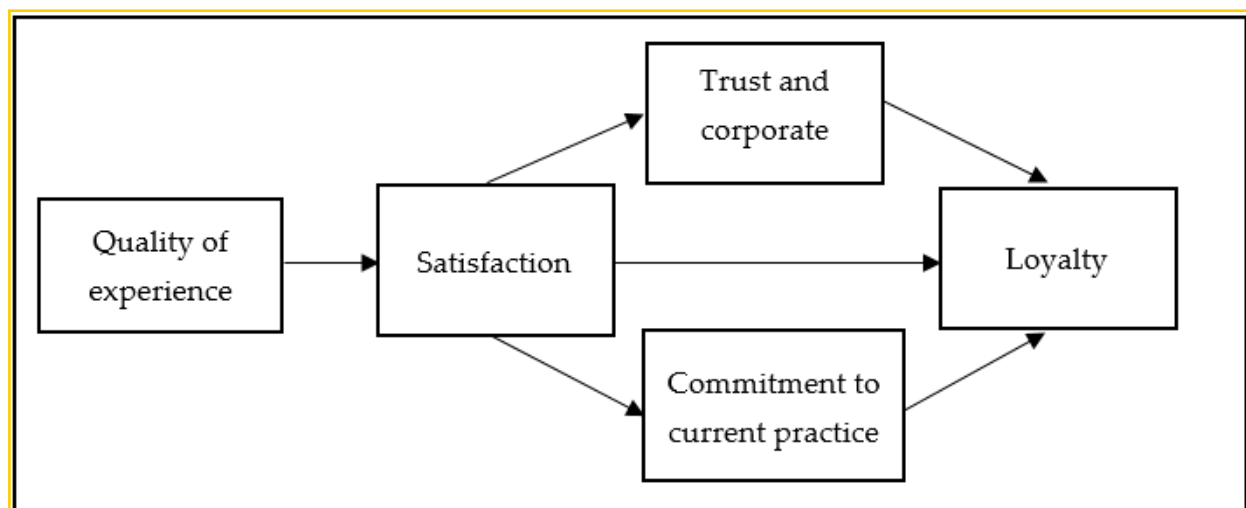 Trust and
corporate
Quality of
experience
Satisfaction
Loyalty
Commitment to
current practice